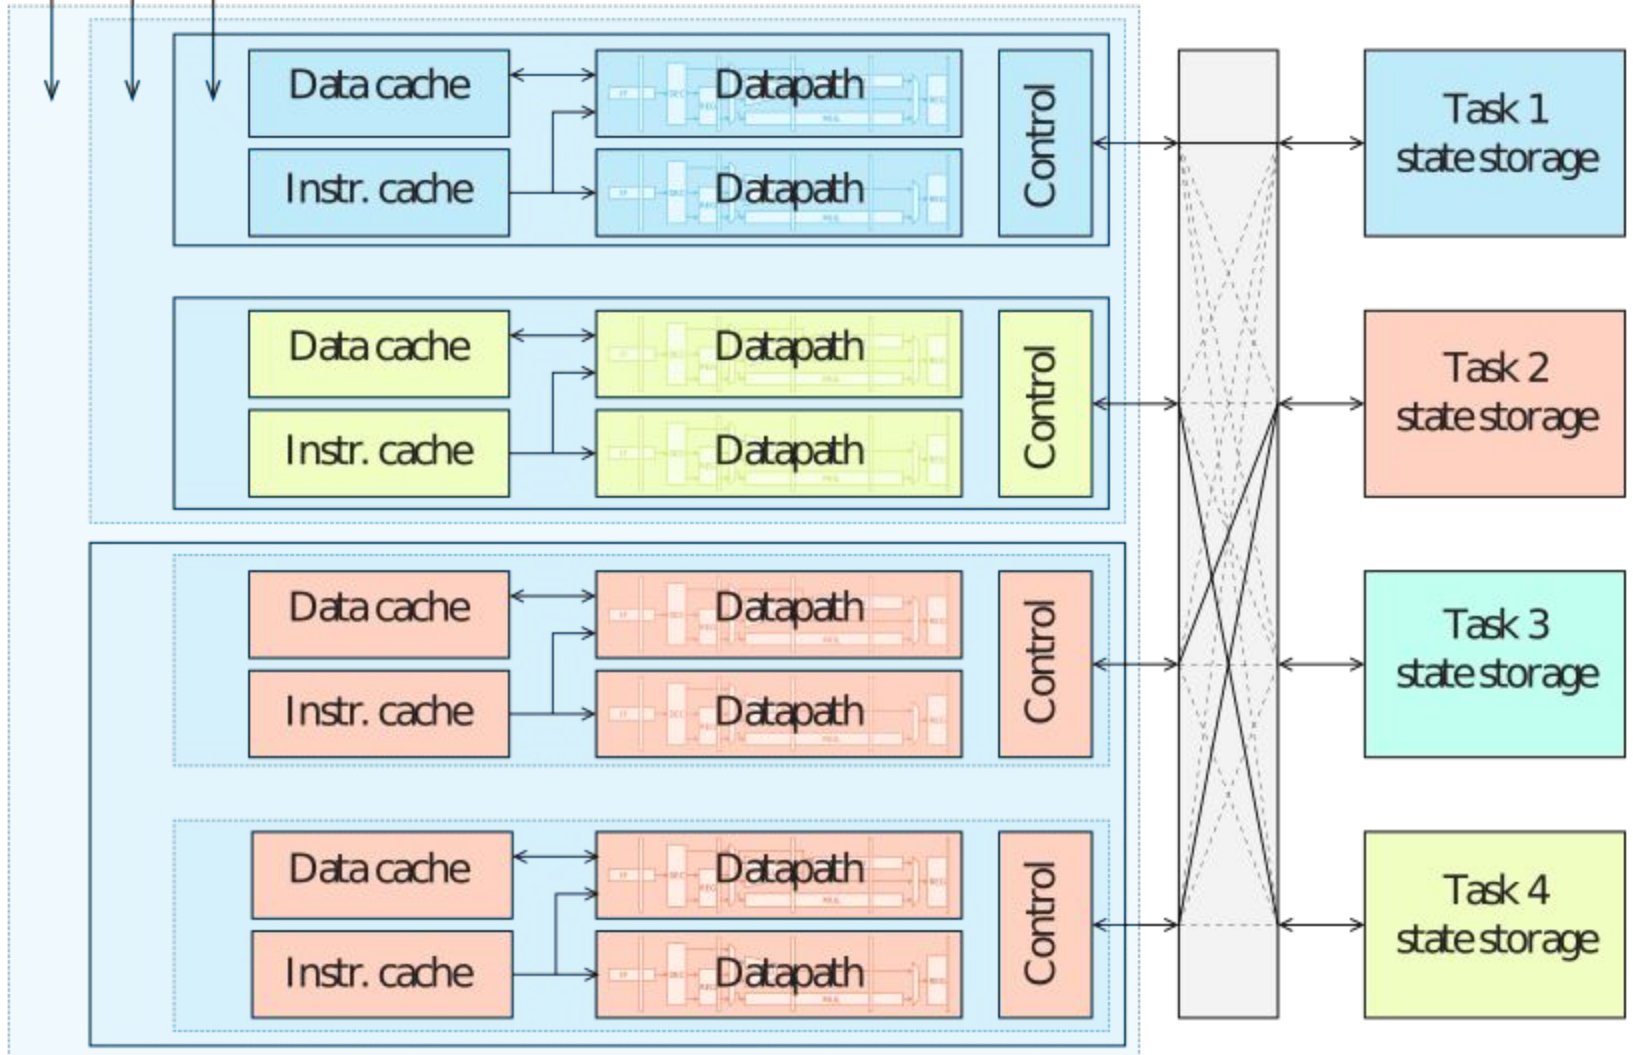 Data cache
Datapath
Instr. cache
Datapath
Control
Task 1
state storage
Data cache
Datapath
Instr. cache
Datapath
Control
Task 2
state storage
Data cache
Datapath
Instr. cache
Datapath
Control
Task 3
state storage
Data cache
Datapath
Instr. cache
Datapath
Control
Task 4
state storage